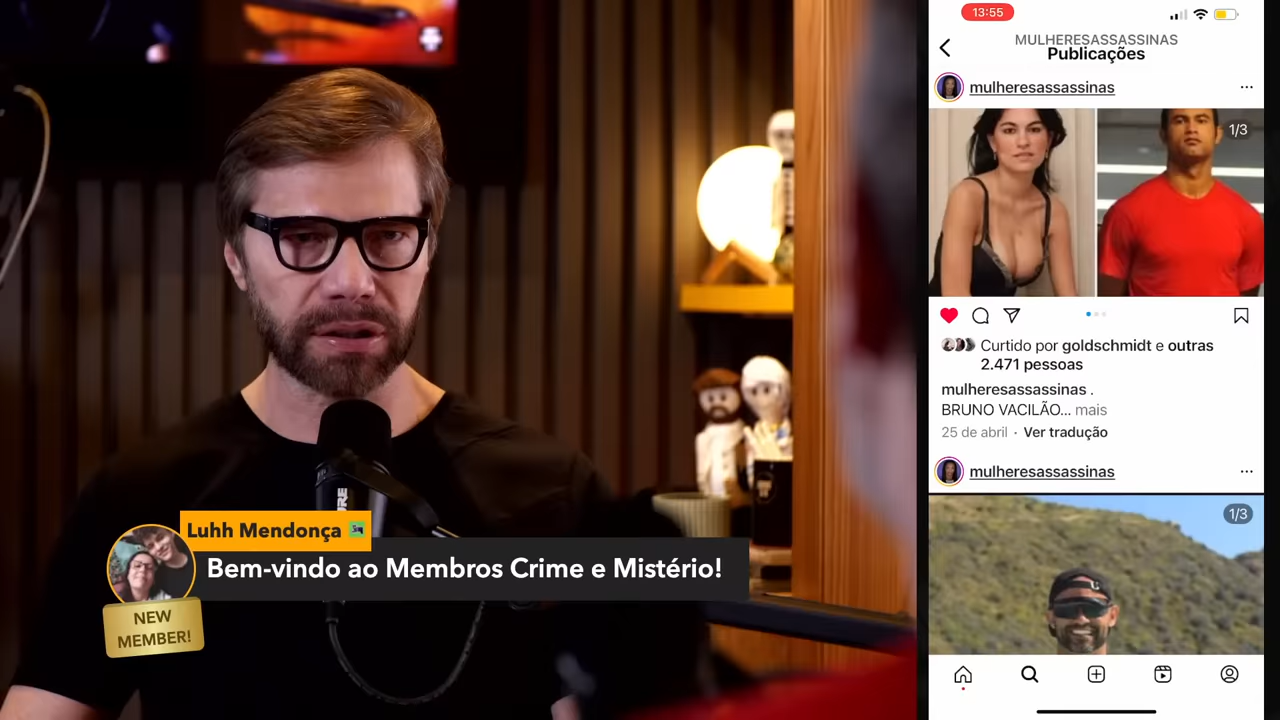 Luhh Mendonça
Bem-vindo ao Membros Crime e Mistério!
NEW
MEMBER!
13:55
MULHERESASSASSINAS
Publicações
mulheresassassinas
1/3
Curtido por goldschmidt e outras
2.471 pessoas
mulheresassassinas .
BRUNO VACILÃO... mais
25 de abril · Ver tradução
mulheresassassinas
1/3